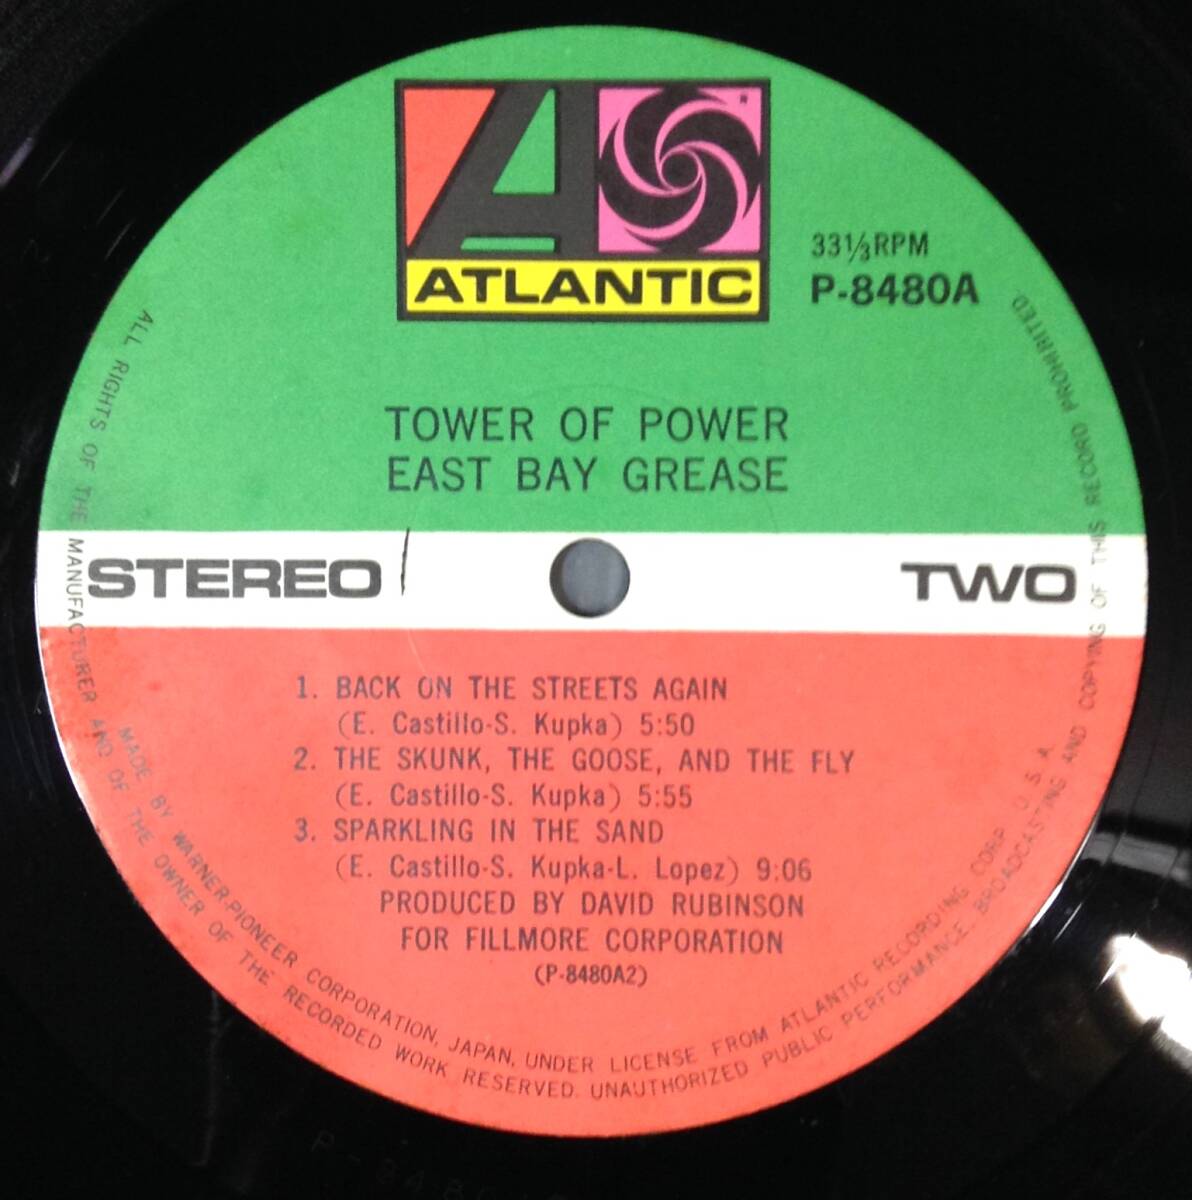 ATLANTIC
33⅓RPM
P-8480A
TOWER OF POWER
EAST BAY GREASE
STEREO
TWO
1. BACK ON THE STREETS AGAIN
(E. Castillo-S. Kupka) 5:50
2. THE SKUNK, THE GOOSE, AND THE FLY
(E. Castillo-S. Kupka) 5:55
3. SPARKLING IN THE SAND
(E. Castillo-S. Kupka-L. Lopez) 9:06
PRODUCED BY DAVID RUBINSON
FOR FILLMORE CORPORATION
(P-8480A2)
MADE BY WARNER-PIONEER CORPORATION, JAPAN, UNDER LICENSE FROM ATLANTIC RECORDING CORP. U.S.A.
ALL RIGHTS OF THE MANUFACTURER AND OF THE OWNER OF THE RECORDED WORK RESERVED. UNAUTHORIZED PUBLIC PERFORMANCE, BROADCASTING AND COPYING OF THIS RECORD PROHIBITED.